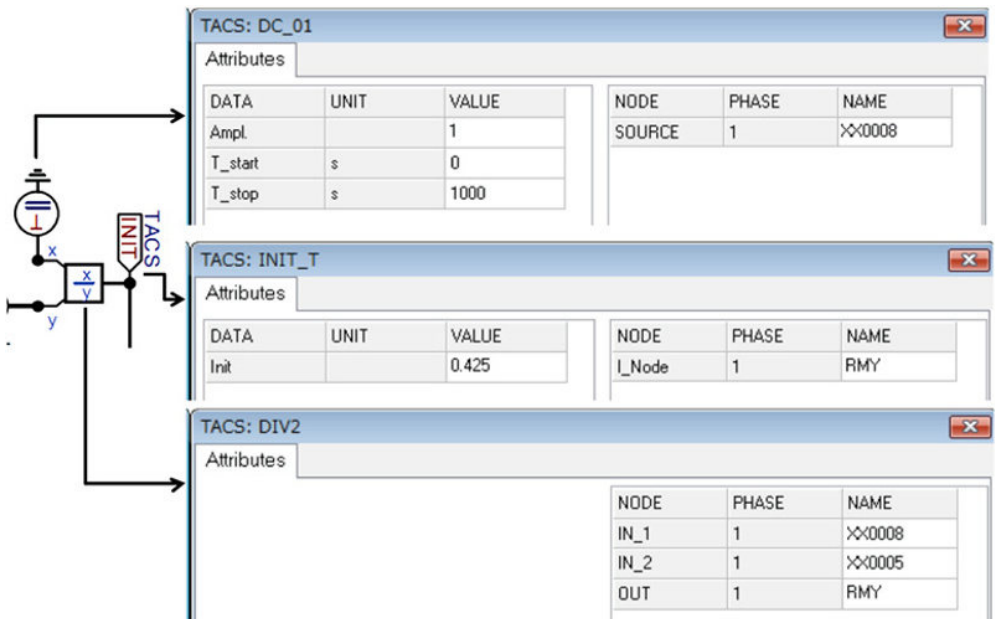 TACS: DC_01
Attributes
DATA UNIT VALUE
Ampl. 1
T_start s 0
T_stop s 1000
NODE PHASE NAME
SOURCE 1 XX0008
x
x
y
y
INIT
TACS
TACS: INIT_T
Attributes
DATA UNIT VALUE
Init 0.425
NODE PHASE NAME
I_Node 1 RMY
TACS: DIV2
Attributes
NODE PHASE NAME
IN_1 1 XX0008
IN_2 1 XX0005
OUT 1 RMY